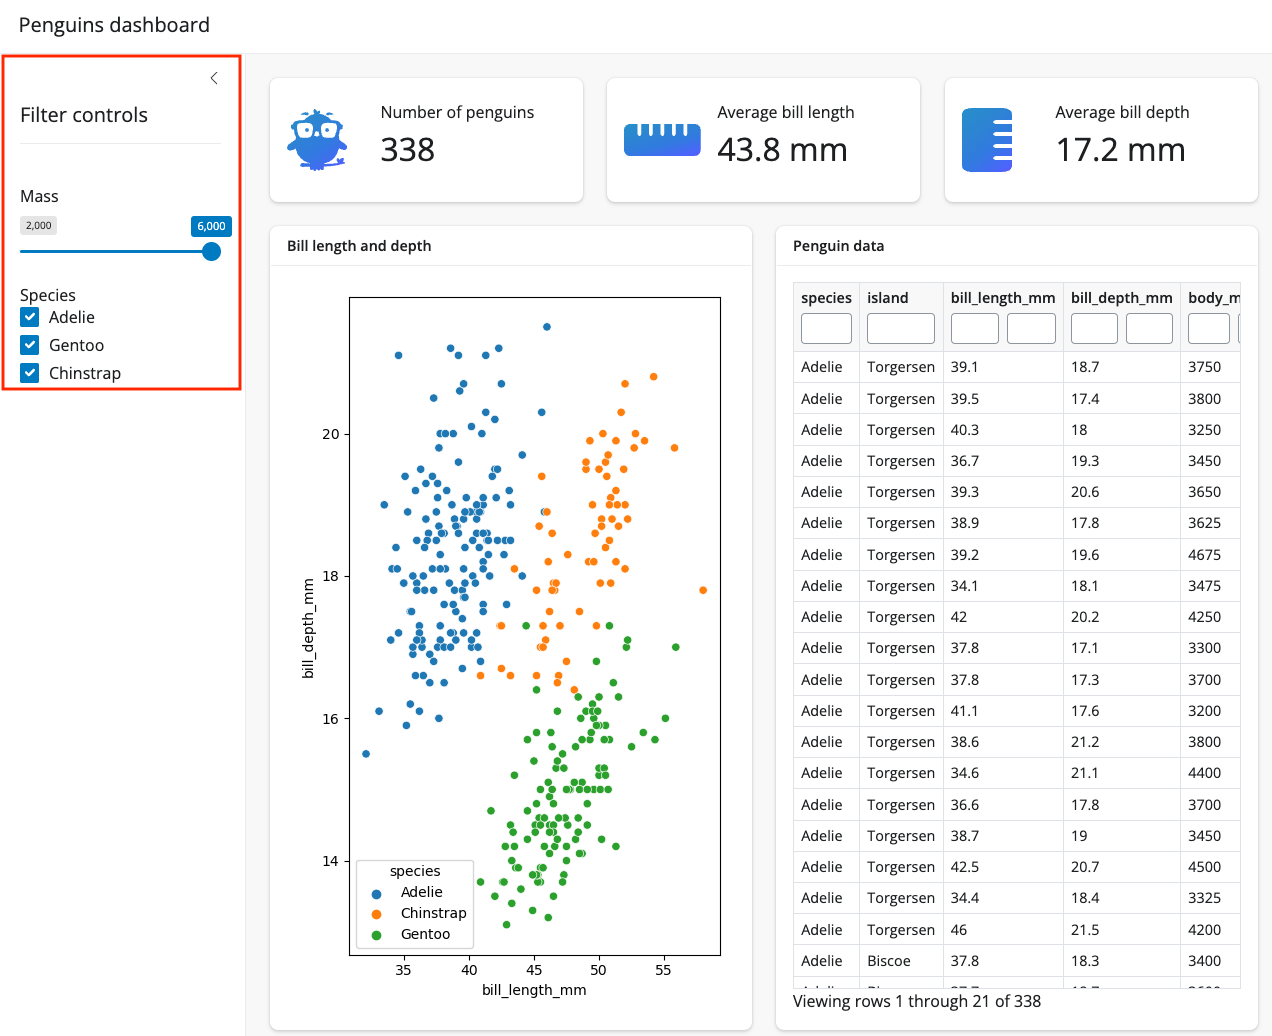 Penguins dashboard
Filter controls
Mass
2,000 6,000
Species
Adelie
Gentoo
Chinstrap
Number of penguins
338
Average bill length
43.8 mm
Average bill depth
17.2 mm
Bill length and depth
bill_depth_mm
20
18
16
14
species
Adelie
Chinstrap
Gentoo
35 40 45 50 55
bill_length_mm
Penguin data
species island bill_length_mm bill_depth_mm body_m
Adelie Torgersen 39.1 18.7 3750
Adelie Torgersen 39.5 17.4 3800
Adelie Torgersen 40.3 18 3250
Adelie Torgersen 36.7 19.3 3450
Adelie Torgersen 39.3 20.6 3650
Adelie Torgersen 38.9 17.8 3625
Adelie Torgersen 39.2 19.6 4675
Adelie Torgersen 34.1 18.1 3475
Adelie Torgersen 42 20.2 4250
Adelie Torgersen 37.8 17.1 3300
Adelie Torgersen 37.8 17.3 3700
Adelie Torgersen 41.1 17.6 3200
Adelie Torgersen 38.6 21.2 3800
Adelie Torgersen 34.6 21.1 4400
Adelie Torgersen 36.6 17.8 3700
Adelie Torgersen 38.7 19 3450
Adelie Torgersen 42.5 20.7 4500
Adelie Torgersen 34.4 18.4 3325
Adelie Torgersen 46 21.5 4200
Adelie Biscoe 37.8 18.3 3400
Viewing rows 1 through 21 of 338